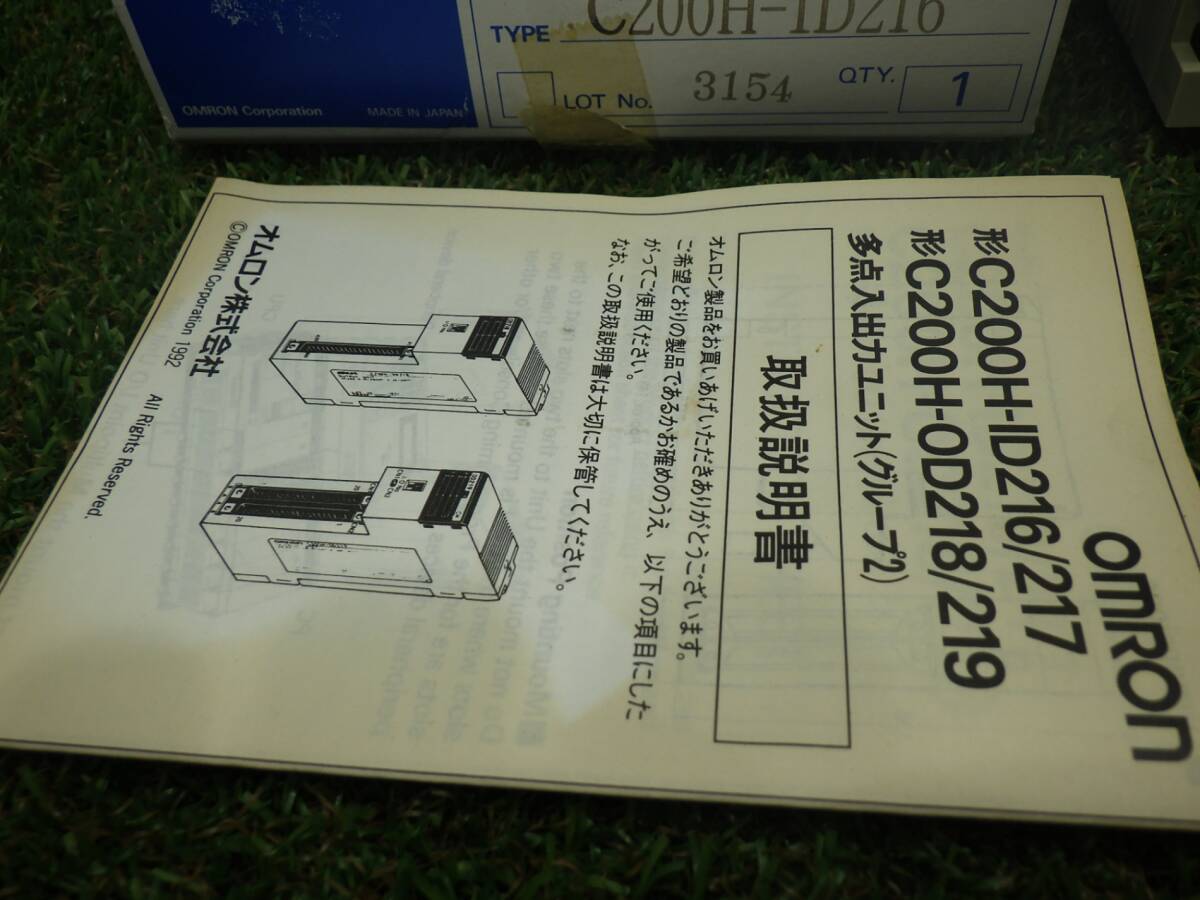 TYPE C200H-ID216
LOT No. 3154 QTY. 1
OMRON Corporation MADE IN JAPAN
omron
形C200H-ID216/217
形C200H-OD218/219
多点入出力ユニット(グループ2)
取扱説明書
オムロン製品をお買いあげいただきありがとうございます。
ご希望どおりの製品であるかお確めのうえ、以下の項目にした
がってご使用ください。
なお、この取扱説明書は大切に保管してください。
オムロン株式会社
©OMRON Corporation 1992 All Rights Reserved.